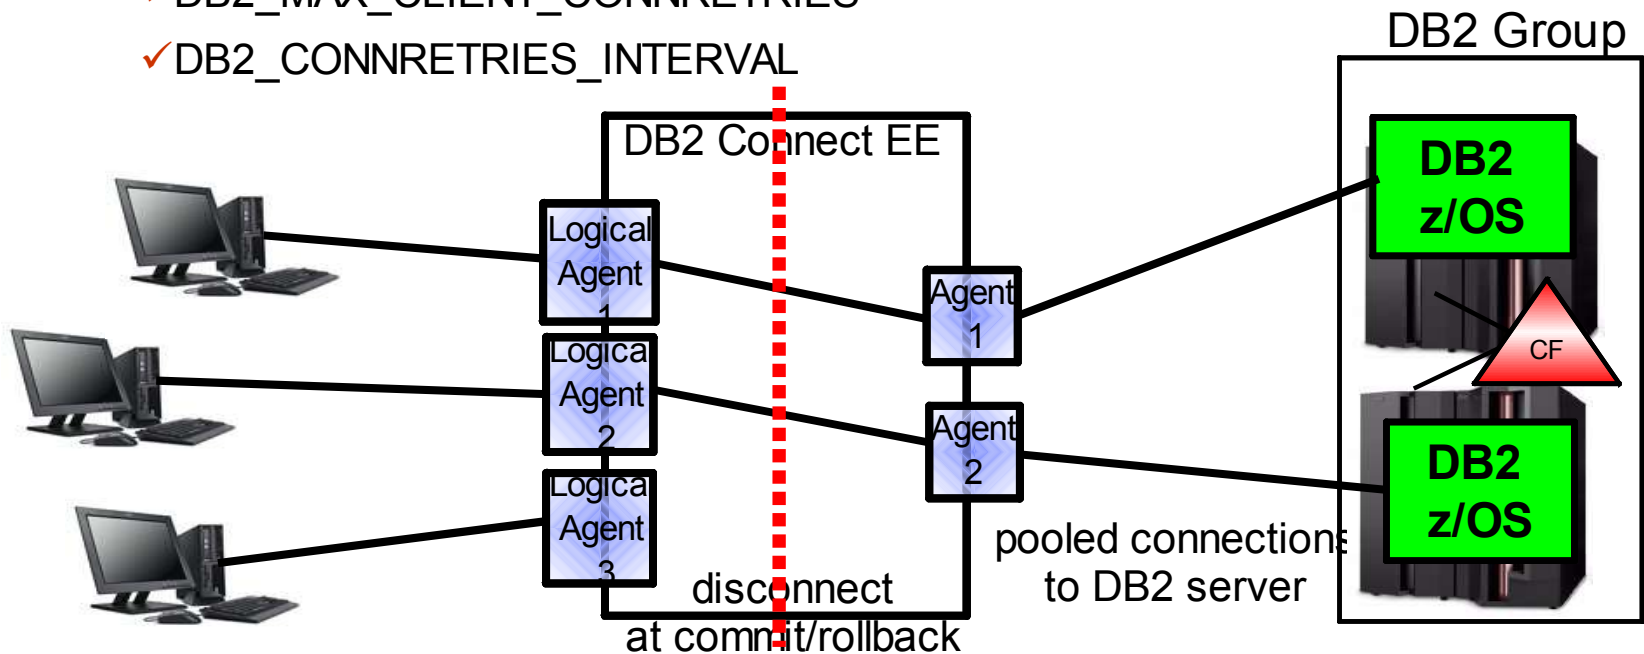 ✓DB2_MAX_CLIENT_CONNRETRIES
✓DB2_CONNRETRIES_INTERVAL
DB2 Group
DB2 Connect EE
DB2
z/OS
Logical
Agent
1
Agent
1
CF
Logica
Agent
2
Agent
2
DB2
z/OS
Logica
Agent
3
pooled connections
to DB2 server
disconnect
at commit/rollback